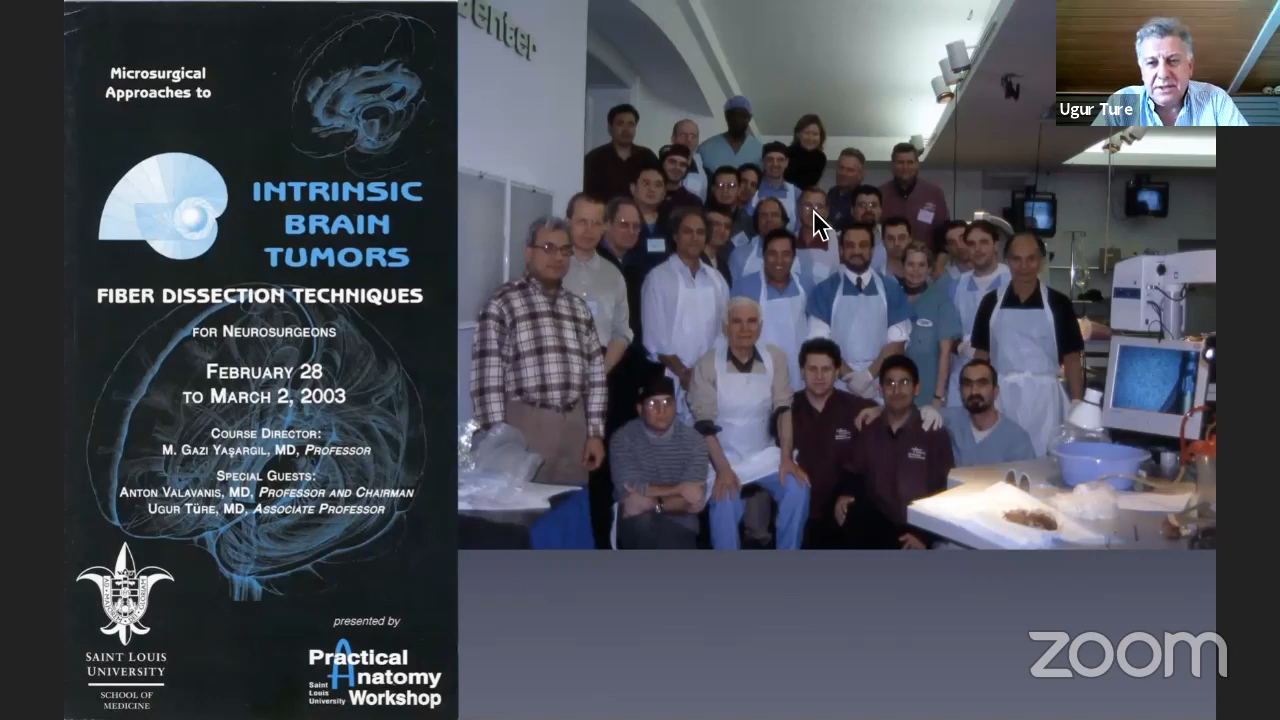 Microsurgical
Approaches to
INTRINSIC
BRAIN
TUMORS
FIBER DISSECTION TECHNIQUES
FOR NEUROSURGEONS
FEBRUARY 28
TO MARCH 2, 2003
COURSE DIRECTOR:
M. GAZI YAŞARGIL, MD, PROFESSOR
SPECIAL GUESTS:
ANTON VALAVANIS, MD, PROFESSOR AND CHAIRMAN
UGUR TÜRE, MD, ASSOCIATE PROFESSOR
SAINT LOUIS
UNIVERSITY
SCHOOL OF
MEDICINE
presented by
Practical
Anatomy
Saint
Louis
University Workshop
enter
Ugur Ture
zoom